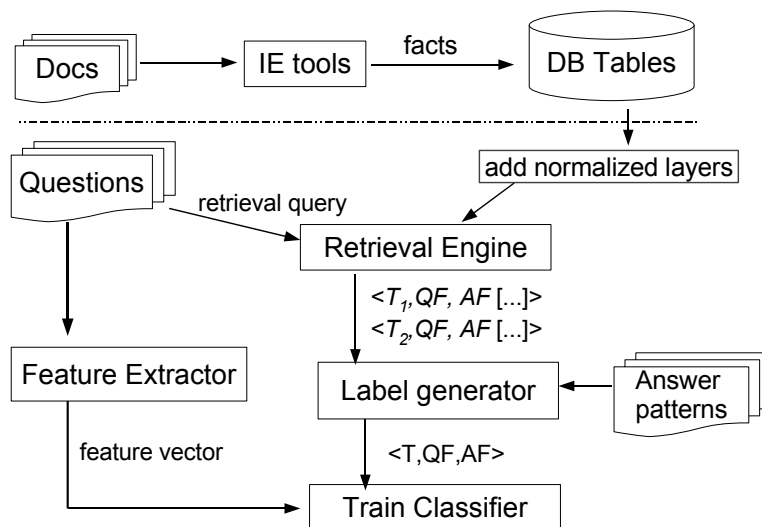 facts
Docs
IE tools
DB Tables
add normalized layers
Questions
retrieval query
Retrieval Engine
<T1,QF, AF [...]>
<T2,QF, AF [...]>
Feature Extractor
Label generator
Answer
patterns
feature vector
<T,QF,AF>
Train Classifier